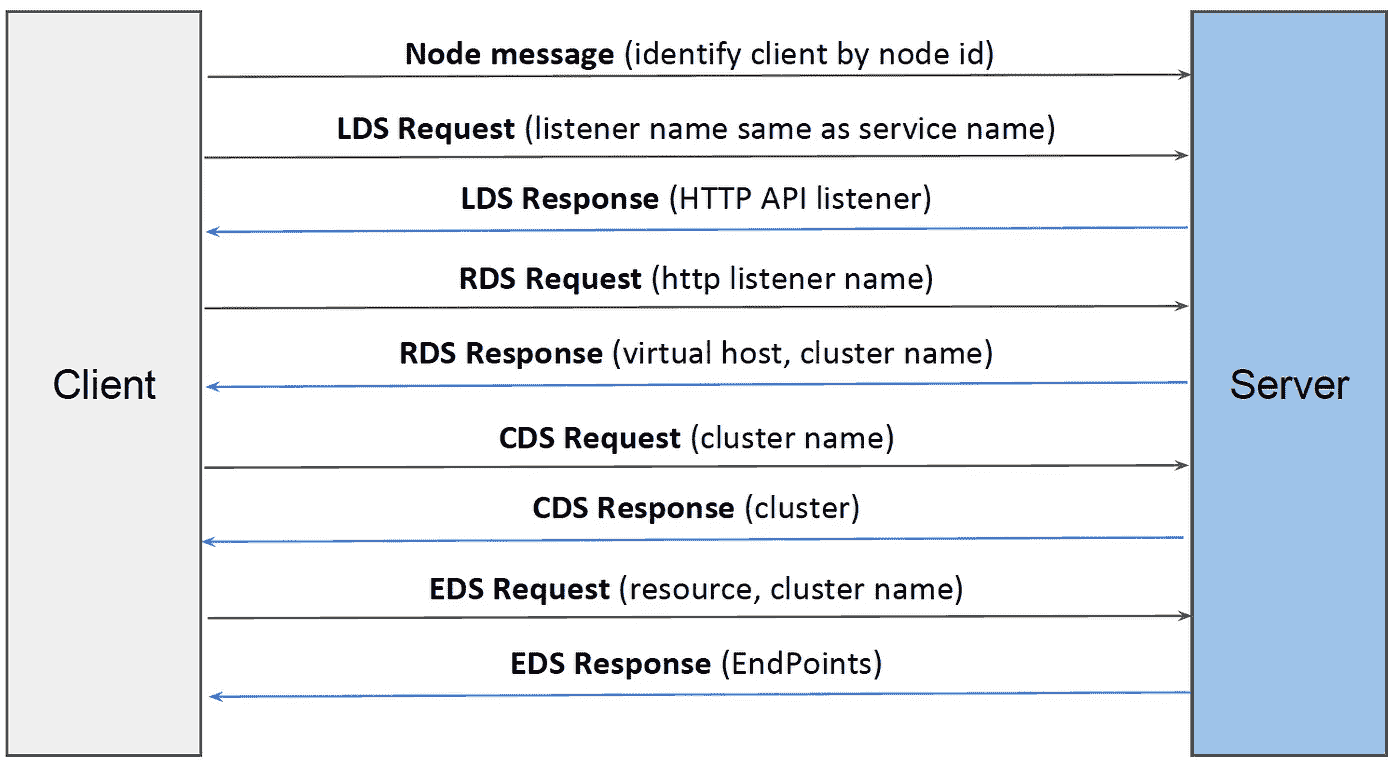 Node message (identify client by node id)
LDS Request (listener name same as service name)
LDS Response (HTTP API listener)
RDS Request (http listener name)
RDS Response (virtual host, cluster name)
Client
Server
CDS Request (cluster name)
CDS Response (cluster)
EDS Request (resource, cluster name)
EDS Response (EndPoints)